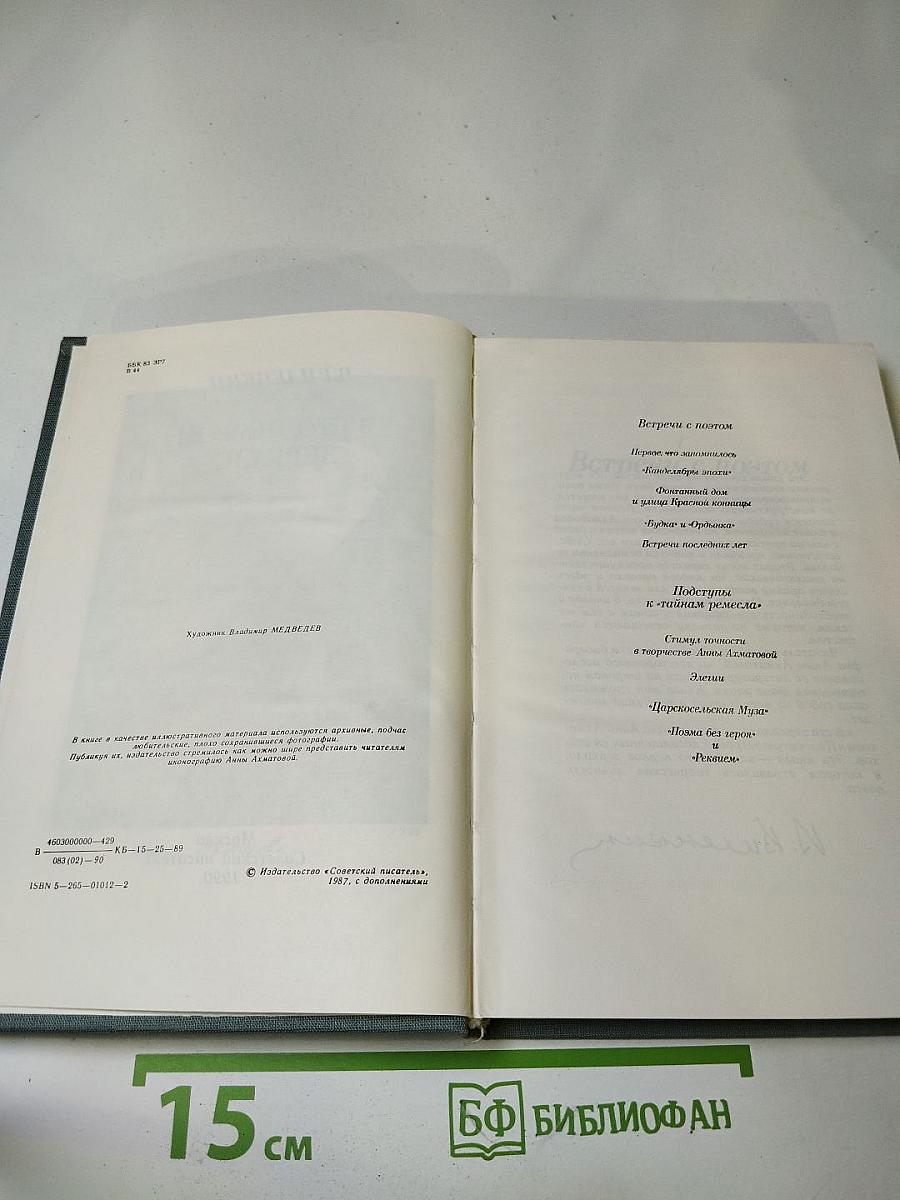 ББК 83 3Р7
В 44
Художник Владимир МЕДВЕДЕВ
В книге в качестве иллюстративного материала используются архивные, подчас
любительские, плохо сохранившиеся фотографии.
Публикуя их, издательство стремилось как можно шире представить читателям
иконографию Анны Ахматовой.
4603000000—429
В КБ—15—25—89
083(02)—90
ISBN 5—265—01012—2
© Издательство «Советский писатель»,
1987, с дополнениями
Встречи с поэтом
Первое, что запомнилось
«Канделябры эпохи»
Фонтанный дом
и улица Красной конницы
«Будка» и «Ордынка»
Встречи последних лет
Подступы
к «тайнам ремесла»
Стимул точности
в творчестве Анны Ахматовой
Элегии
«Царскосельская Муза»
«Поэма без героя»
и
«Реквием»
15 см
БФ БИБЛИОФАН